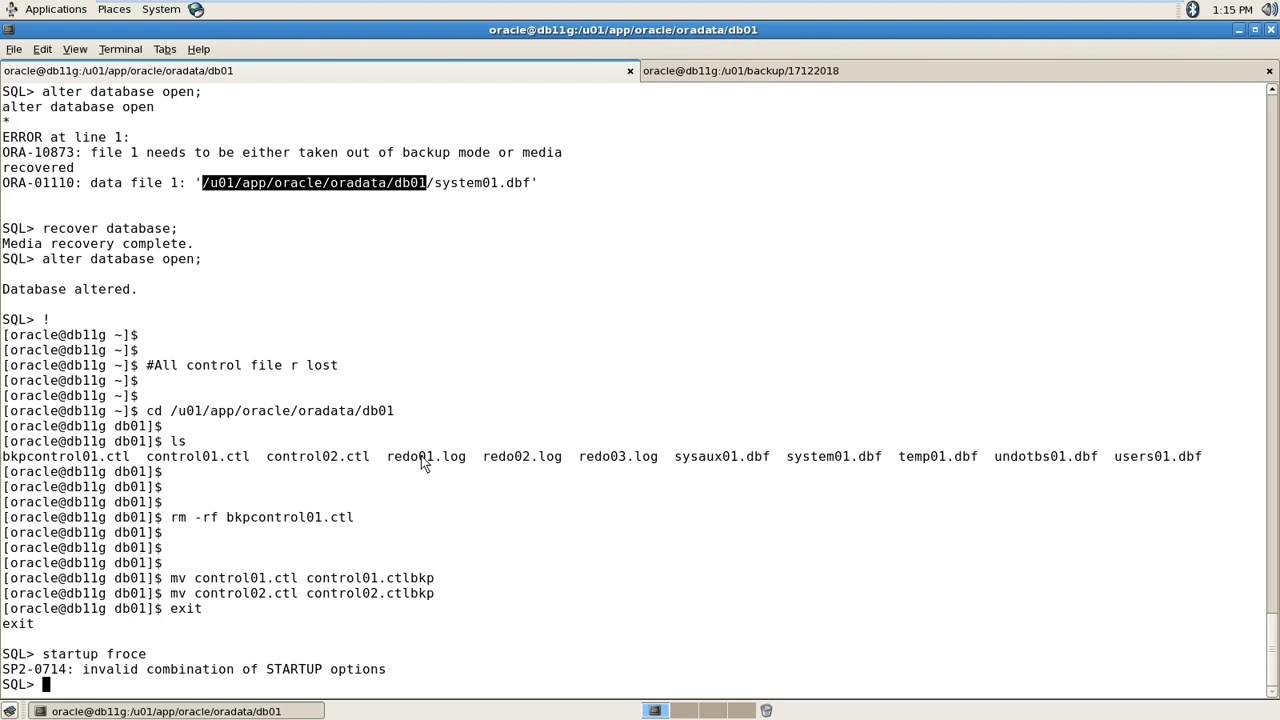 Applications Places System 1:15 PM
oracle@db11g:/u01/app/oracle/oradata/db01
File Edit View Terminal Tabs Help
oracle@db11g:/u01/app/oracle/oradata/db01 oracle@db11g:/u01/backup/17122018
SQL> alter database open;
alter database open
*
ERROR at line 1:
ORA-10873: file 1 needs to be either taken out of backup mode or media
recovered
ORA-01110: data file 1: '/u01/app/oracle/oradata/db01/system01.dbf'
SQL> recover database;
Media recovery complete.
SQL> alter database open;
Database altered.
SQL> !
[oracle@db11g ~]$
[oracle@db11g ~]$
[oracle@db11g ~]$ #All control file r lost
[oracle@db11g ~]$
[oracle@db11g ~]$
[oracle@db11g ~]$ cd /u01/app/oracle/oradata/db01
[oracle@db11g db01]$
[oracle@db11g db01]$ ls
bkpcontrol01.ctl control01.ctl control02.ctl redo01.log redo02.log redo03.log sysaux01.dbf system01.dbf temp01.dbf undotbs01.dbf users01.dbf
[oracle@db11g db01]$
[oracle@db11g db01]$
[oracle@db11g db01]$
[oracle@db11g db01]$ rm -rf bkpcontrol01.ctl
[oracle@db11g db01]$
[oracle@db11g db01]$
[oracle@db11g db01]$
[oracle@db11g db01]$ mv control01.ctl control01.ctlbkp
[oracle@db11g db01]$ mv control02.ctl control02.ctlbkp
[oracle@db11g db01]$ exit
exit
SQL> startup froce
SP2-0714: invalid combination of STARTUP options
SQL>
oracle@db11g:/u01/app/oracle/oradata/db01